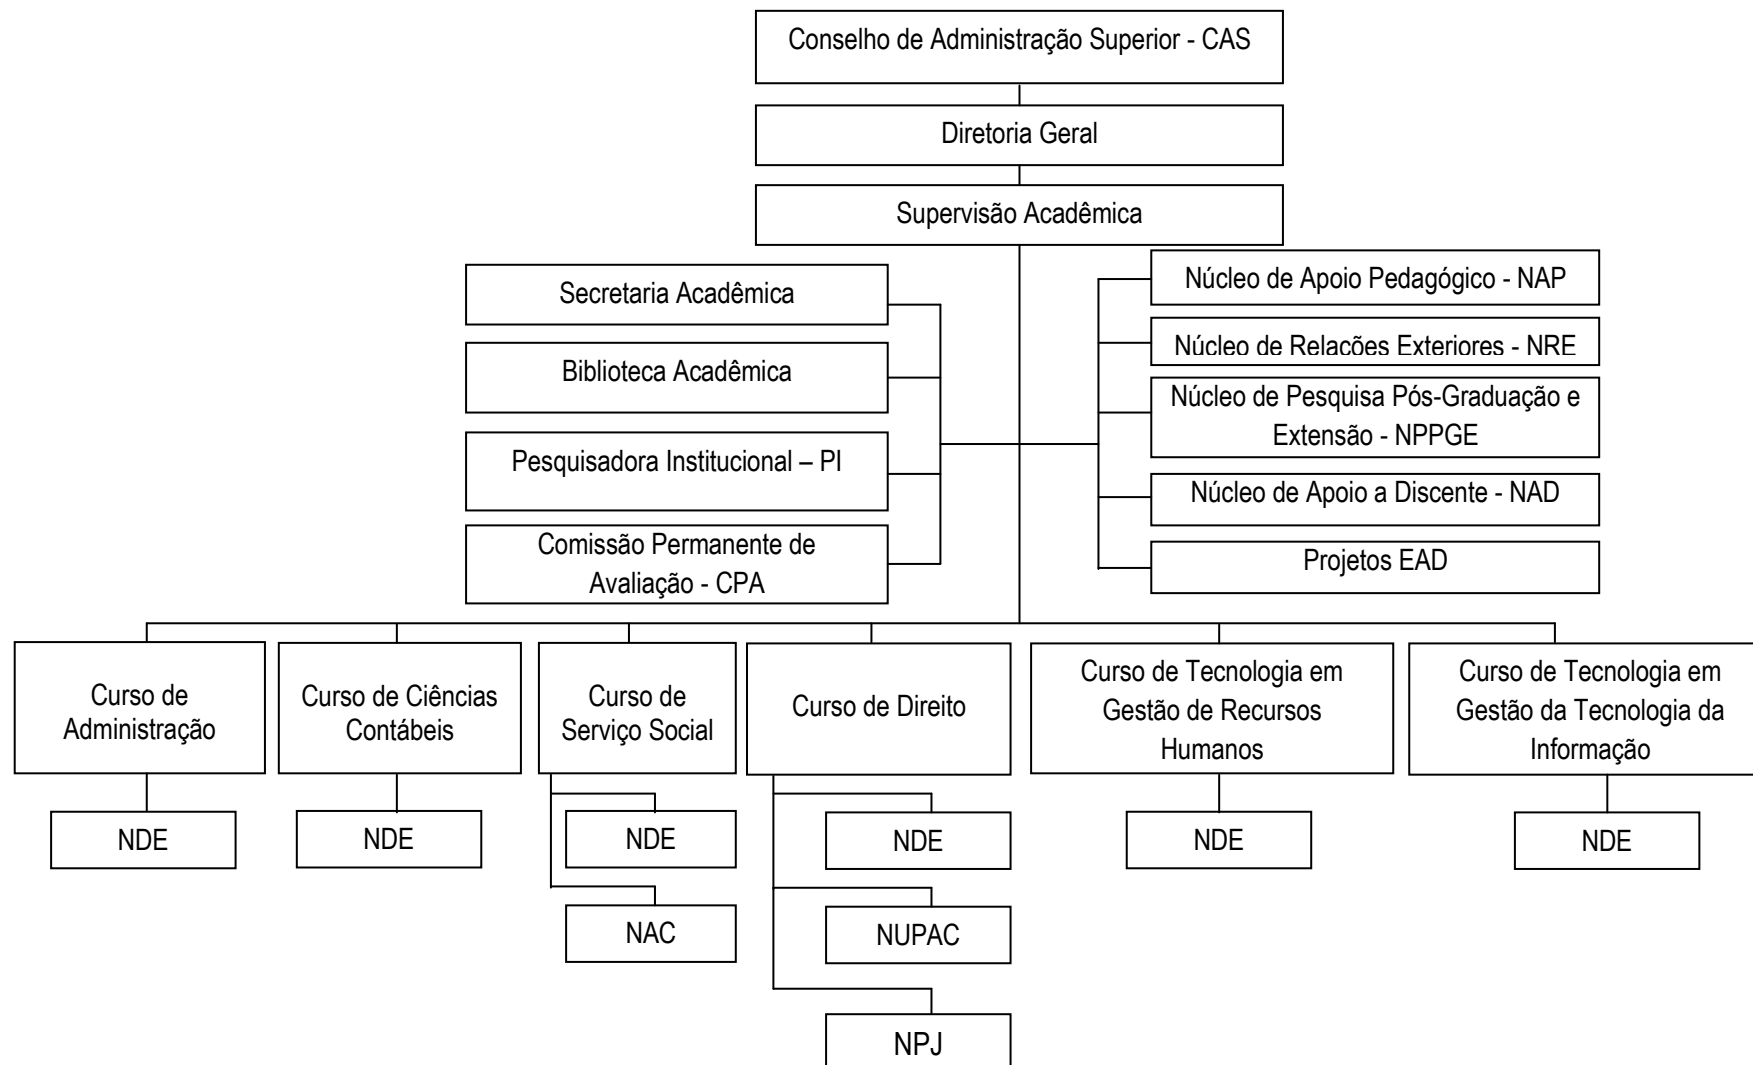 Conselho de Administração Superior - CAS
Diretoria Geral
Supervisão Acadêmica
Secretaria Acadêmica
Biblioteca Acadêmica
Pesquisadora Institucional – PI
Comissão Permanente de
Avaliação - CPA
Núcleo de Apoio Pedagógico - NAP
Núcleo de Relações Exteriores - NRE
Núcleo de Pesquisa Pós-Graduação e
Extensão - NPPGE
Núcleo de Apoio a Discente - NAD
Projetos EAD
Curso de
Administração
Curso de Ciências
Contábeis
Curso de
Serviço Social
Curso de Direito
Curso de Tecnologia em
Gestão de Recursos
Humanos
Curso de Tecnologia em
Gestão da Tecnologia da
Informação
NDE
NDE
NDE
NDE
NDE
NDE
NAC
NUPAC
NPJ